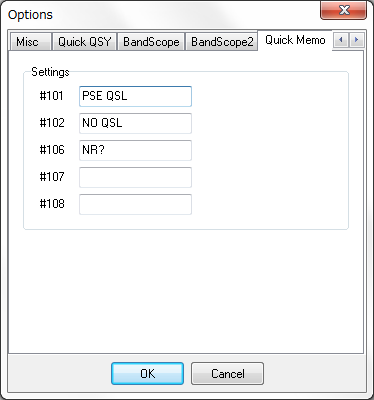 Options
Misc Quick QSY BandScope BandScope2 Quick Memo
Settings
#101 PSE QSL
#102 NO QSL
#106 NR?
#107
#108
OK Cancel